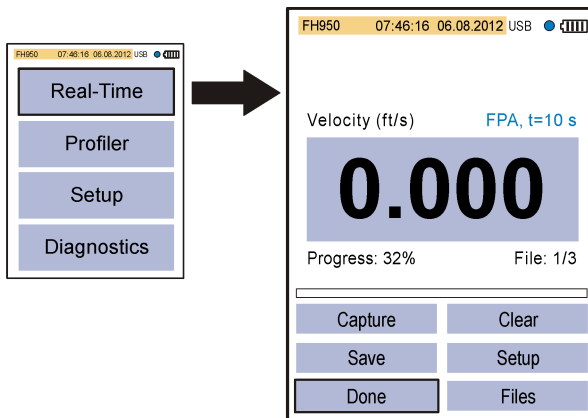 FH950 07:46:16 06.08.2012 USB
Real-Time
Profiler
Setup
Diagnostics
FH950 07:46:16 06.08.2012 USB
Velocity (ft/s) FPA, t=10 s
0.000
Progress: 32% File: 1/3
Capture Clear
Save Setup
Done Files